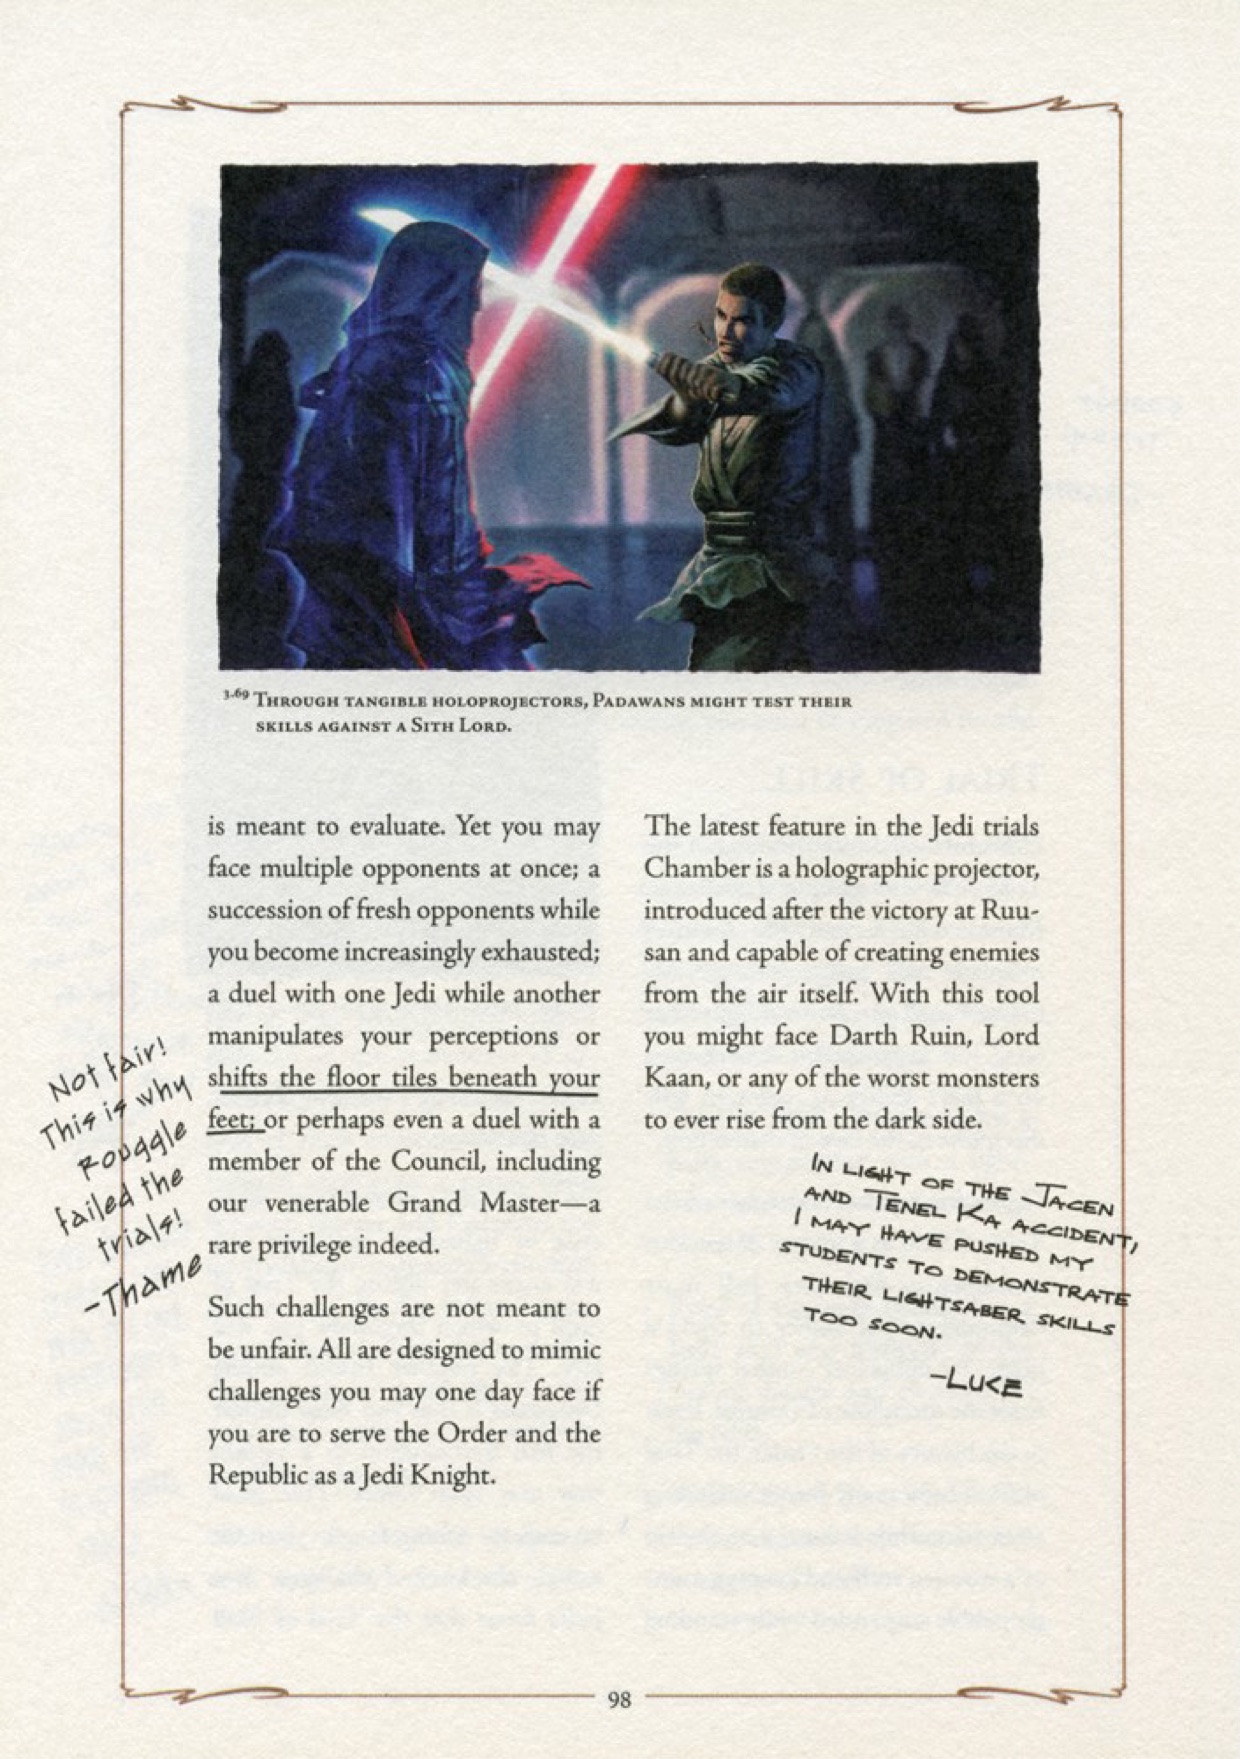 3.69 Through tangible holoprojectors, Padawans might test their
skills against a Sith Lord.
is meant to evaluate. Yet you may
face multiple opponents at once; a
succession of fresh opponents while
you become increasingly exhausted;
a duel with one Jedi while another
manipulates your perceptions or
shifts the floor tiles beneath your
feet; or perhaps even a duel with a
member of the Council, including
our venerable Grand Master—a
rare privilege indeed.
Such challenges are not meant to
be unfair. All are designed to mimic
challenges you may one day face if
you are to serve the Order and the
Republic as a Jedi Knight.
Not fair!
This is why
Rouggle
failed the
trials!
-Thame
The latest feature in the Jedi trials
Chamber is a holographic projector,
introduced after the victory at Ruu-
san and capable of creating enemies
from the air itself. With this tool
you might face Darth Ruin, Lord
Kaan, or any of the worst monsters
to ever rise from the dark side.
IN LIGHT OF THE JACEN
AND TENEL KA ACCIDENT,
I MAY HAVE PUSHED MY
STUDENTS TO DEMONSTRATE
THEIR LIGHTSABER SKILLS
TOO SOON.
-LUKE
98